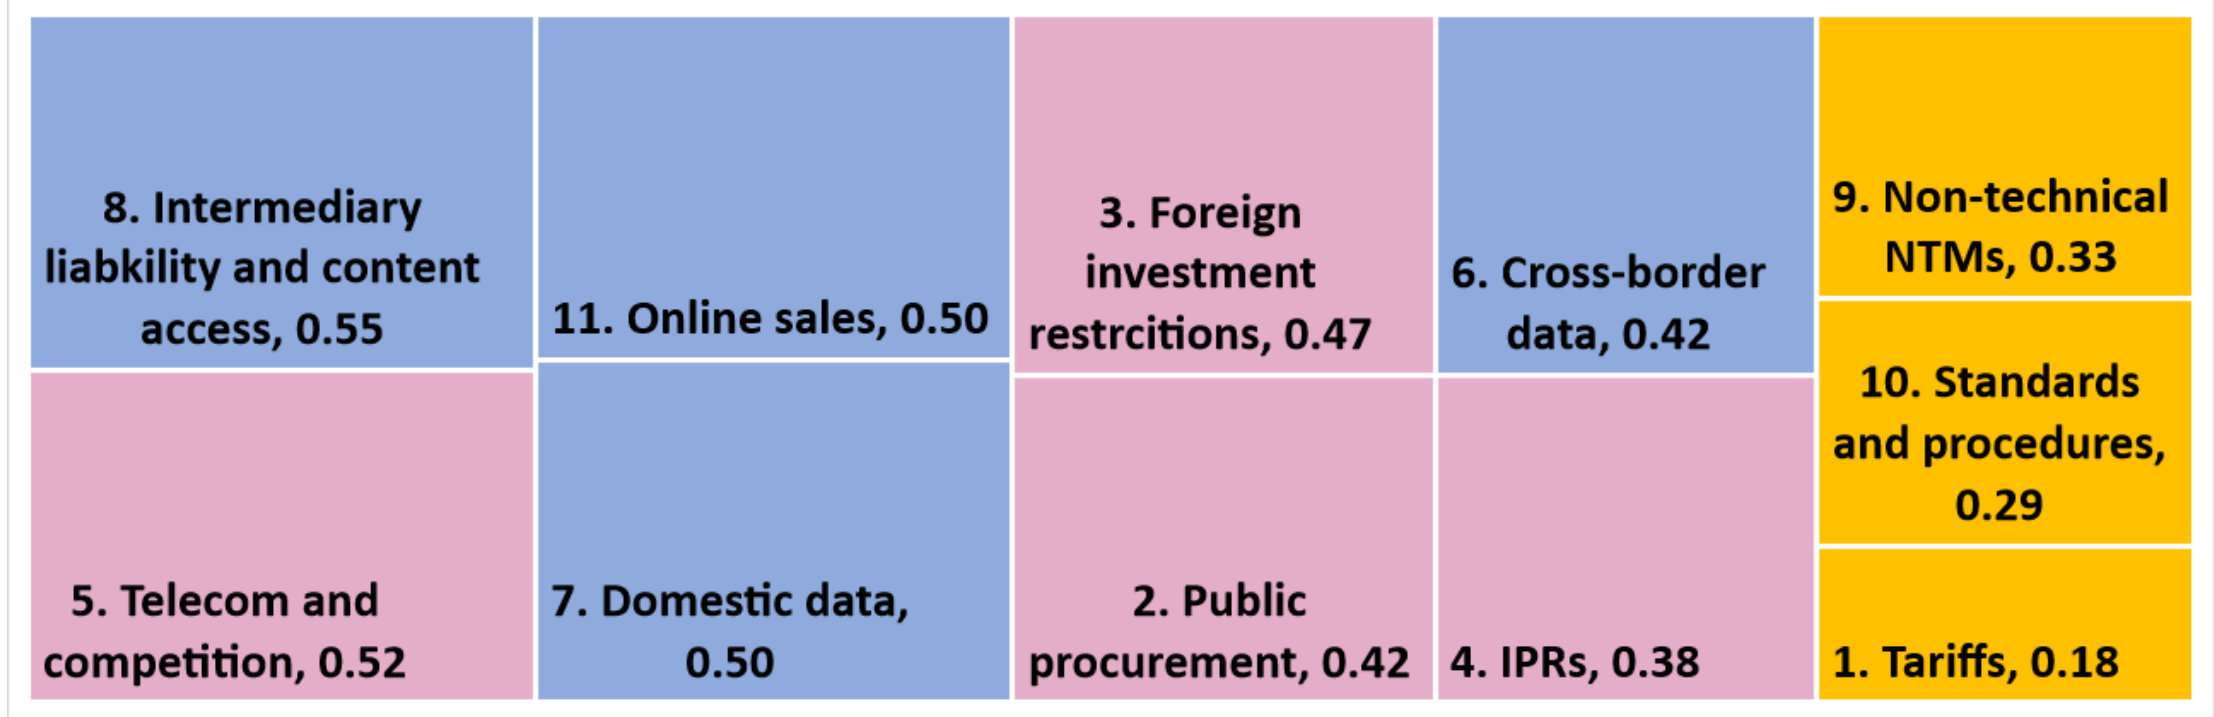 8. Intermediary
liabkility and content
access, 0.55
5. Telecom and
competition, 0.52
11. Online sales, 0.50
7. Domestic data,
0.50
3. Foreign
investment
restrcitions, 0.47
2. Public
procurement, 0.42
6. Cross-border
data, 0.42
4. IPRs, 0.38
9. Non-technical
NTMs, 0.33
10. Standards
and procedures,
0.29
1. Tariffs, 0.18